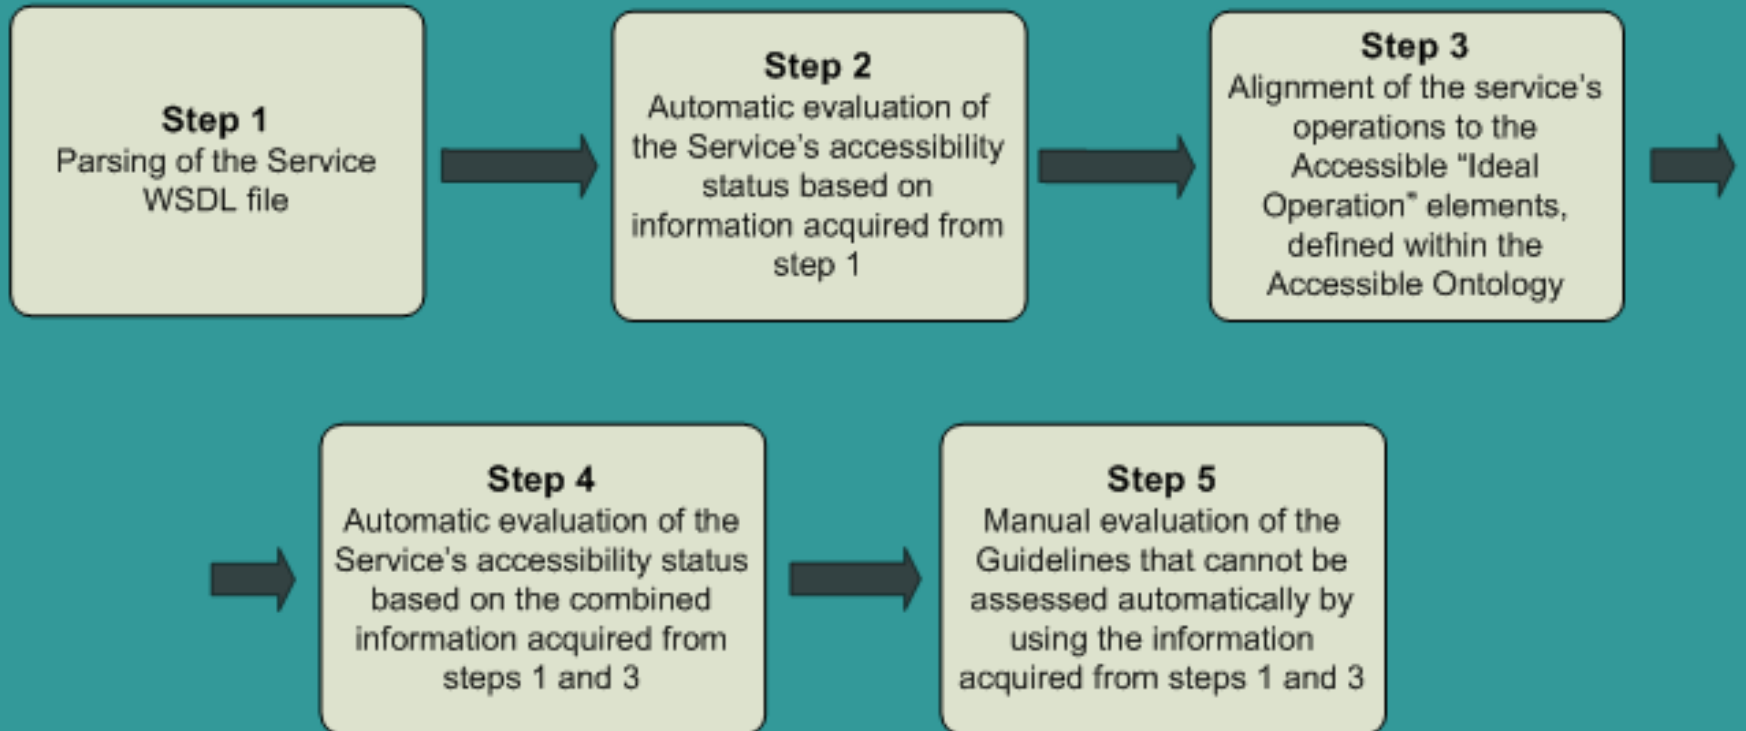 Step 1
Parsing of the Service
WSDL file
Step 2
Automatic evaluation of
the Service's accessibility
status based on
information acquired from
step 1
Step 3
Alignment of the service's
operations to the
Accessible “Ideal
Operation” elements,
defined within the
Accessible Ontology
Step 4
Automatic evaluation of the
Service's accessibility status
based on the combined
information acquired from
steps 1 and 3
Step 5
Manual evaluation of the
Guidelines that cannot be
assessed automatically by
using the information
acquired from steps 1 and 3